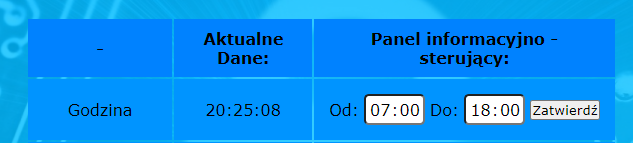 -
Aktualne
Dane:
Panel informacyjno -
sterujący:
Godzina
20:25:08
Od: 07:00 Do: 18:00 Zatwierdź